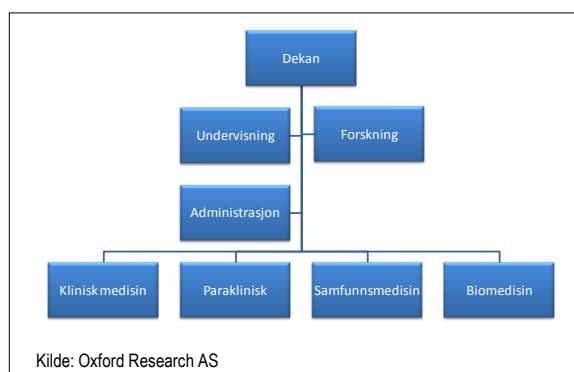 Dekan
Undervisning
Forskning
Administrasjon
Klinisk medisin
Paraklinisk
Samfunnsmedisin
Biomedisin
Kilde: Oxford Research AS